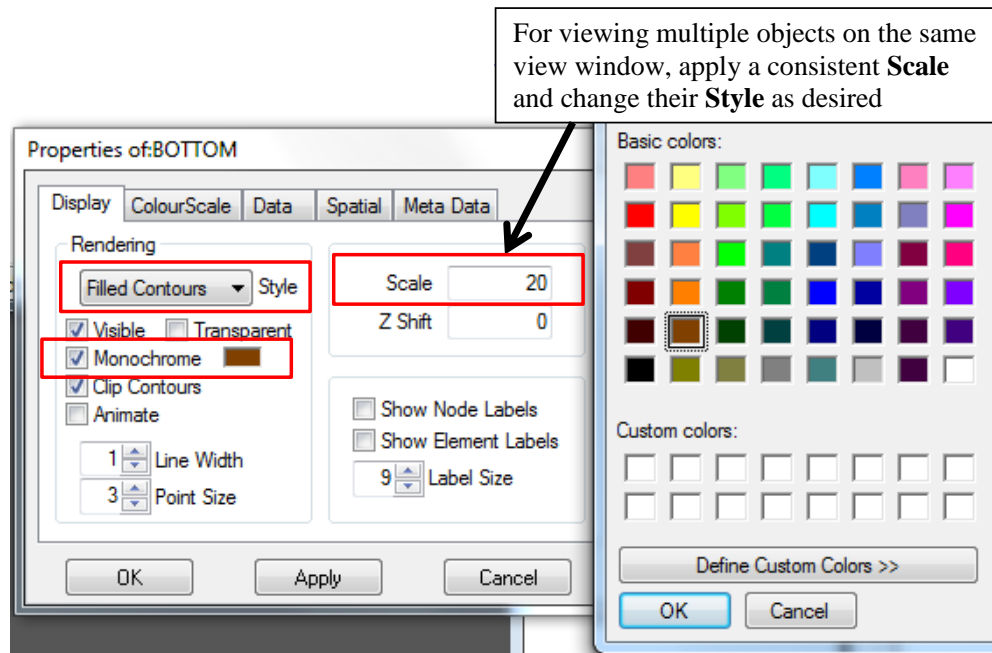 For viewing multiple objects on the same
view window, apply a consistent Scale
and change their Style as desired
Properties of:BOTTOM
Display ColourScale Data Spatial Meta Data
Rendering
Filled Contours Style
Visible Transparent
Monochrome
Clip Contours
Animate
1 Line Width
3 Point Size
Scale 20
Z Shift 0
Show Node Labels
Show Element Labels
9 Label Size
OK Apply Cancel
Basic colors:
Custom colors:
Define Custom Colors >>
OK Cancel